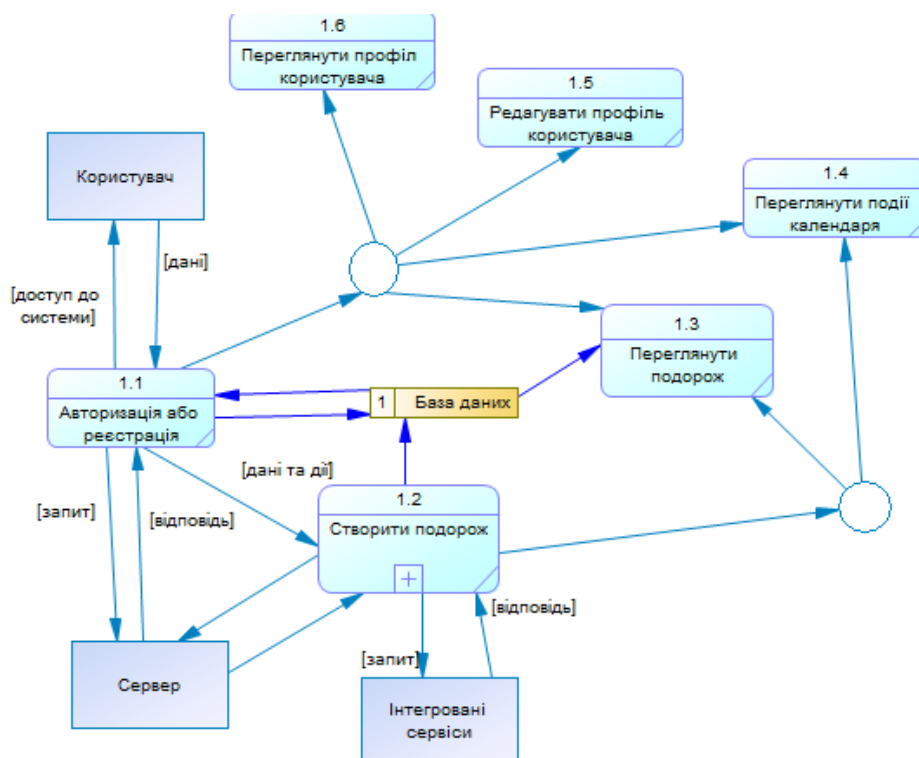 1.6
Переглянути профіл
користувача
1.5
Редагувати профіль
користувача
1.4
Переглянути події
календаря
Користувач
[дані]
[доступ до
системи]
1.3
Переглянути
подорож
1.1
Авторизація або
реєстрація
1 База даних
[дані та дії]
1.2
Створити подорож
[запит]
[відповідь]
[відповідь]
[запит]
Сервер
Інтегровані
сервіси